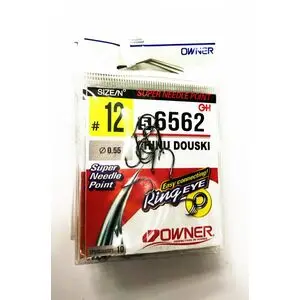 OWNER
SIZE/N° SUPER NEEDLE POINT
#12 56562
CHINU DOUSKI
Ø 0.55
Super
Needle
Point
Easy connecting!
Ring EYE
OWNER
10